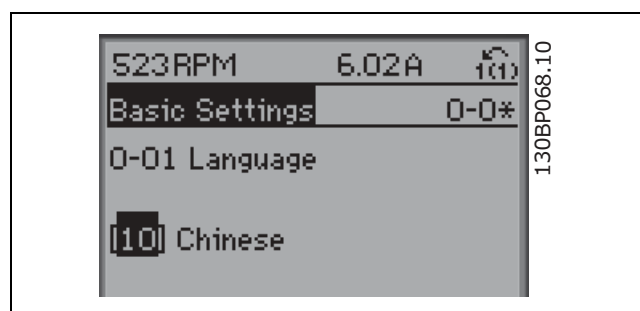 523RPM 6.02A 1(1)
Basic Settings 0-0*
0-01 Language
[10] Chinese
130BP068.10